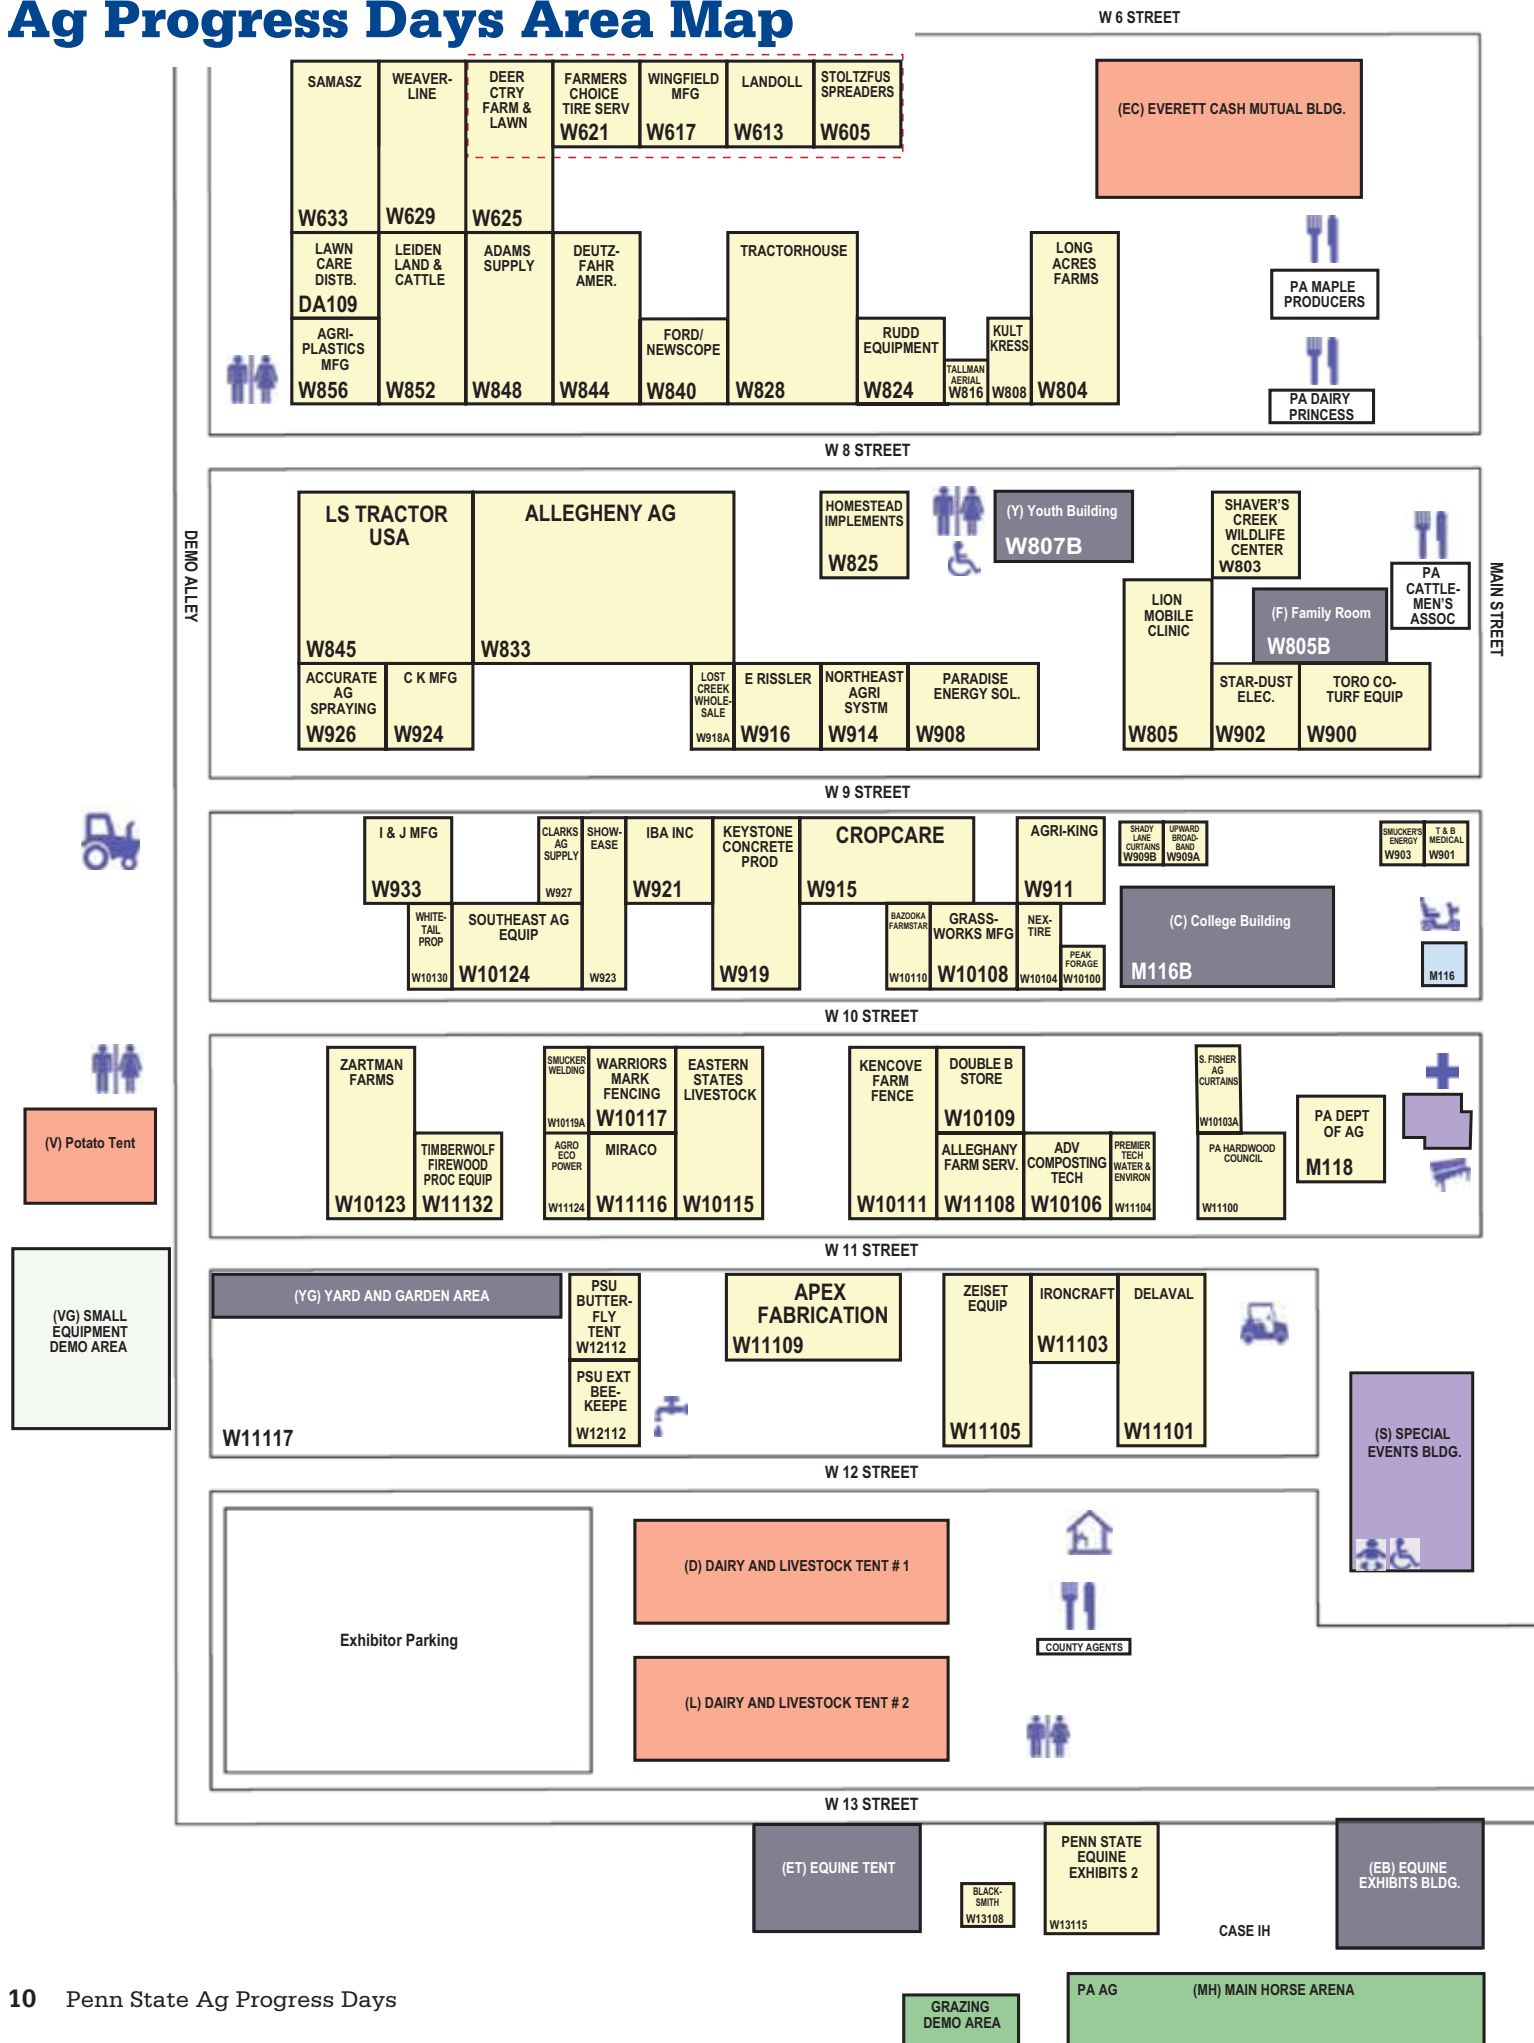 Ag Progress Days Area Map
W 6 STREET
SAMASZ
W633
WEAVER-
LINE
W629
DEER
CTRY
FARM &
LAWN
W625
FARMERS
CHOICE
TIRE SERV
W621
WINGFIELD
MFG
W617
LANDOLL
W613
STOLTZFUS
SPREADERS
W605
(EC) EVERETT CASH MUTUAL BLDG.
LAWN
CARE
DISTB.
DA109
AGRI-
PLASTICS
MFG
W856
LEIDEN
LAND &
CATTLE
W852
ADAMS
SUPPLY
W848
DEUTZ-
FAHR
AMER.
W844
FORD/
NEWSCOPE
W840
TRACTORHOUSE
W828
RUDD
EQUIPMENT
W824
TALLMAN
AERIAL
W816
KULT
KRESS
W808
LONG
ACRES
FARMS
W804
PA MAPLE
PRODUCERS
PA DAIRY
PRINCESS
W 8 STREET
DEMO ALLEY
MAIN STREET
LS TRACTOR
USA
W845
ALLEGHENY AG
W833
HOMESTEAD
IMPLEMENTS
W825
(Y) Youth Building
W807B
SHAVER'S
CREEK
WILDLIFE
CENTER
W803
PA
CATTLE-
MEN'S
ASSOC
LION
MOBILE
CLINIC
W805
(F) Family Room
W805B
ACCURATE
AG
SPRAYING
W926
C K MFG
W924
LOST
CREEK
WHOLE-
SALE
W918A
E RISSLER
W916
NORTHEAST
AGRI
SYSTM
W914
PARADISE
ENERGY SOL.
W908
STAR-DUST
ELEC.
W902
TORO CO-
TURF EQUIP
W900
W 9 STREET
I & J MFG
W933
CLARKS
AG
SUPPLY
W927
SHOW-
EASE
W923
IBA INC
W921
KEYSTONE
CONCRETE
PROD
W919
CROPCARE
W915
AGRI-KING
W911
SHADY
LANE
CURTAINS
W909B
UPWARD
BROAD-
BAND
W909A
SMUCKER'S
ENERGY
W903
T & B
MEDICAL
W901
WHITE-
TAIL
PROP
W10130
SOUTHEAST AG
EQUIP
W10124
BAZOOKA
FARMSTAR
W10110
GRASS-
WORKS MFG
W10108
NEX-
TIRE
W10104
PEAK
FORAGE
W10100
(C) College Building
M116B
M116
W 10 STREET
ZARTMAN
FARMS
W10123
TIMBERWOLF
FIREWOOD
PROC EQUIP
W11132
SMUCKER
WELDING
W10119A
WARRIORS
MARK
FENCING
W10117
EASTERN
STATES
LIVESTOCK
W10115
AGRO
ECO
POWER
W11124
MIRACO
W11116
KENCOVE
FARM
FENCE
W10111
DOUBLE B
STORE
W10109
ALLEGHANY
FARM SERV.
W11108
ADV
COMPOSTING
TECH
W10106
PREMIER
TECH
WATER &
ENVIRON
W11104
S. FISHER
AG
CURTAINS
W10103A
PA HARDWOOD
COUNCIL
W11100
PA DEPT
OF AG
M118
(V) Potato Tent
W 11 STREET
(VG) SMALL
EQUIPMENT
DEMO AREA
(YG) YARD AND GARDEN AREA
W11117
PSU
BUTTER-
FLY
TENT
W12112
PSU EXT
BEE-
KEEPE
W12112
APEX
FABRICATION
W11109
ZEISET
EQUIP
W11105
IRONCRAFT
W11103
DELAVAL
W11101
(S) SPECIAL
EVENTS BLDG.
W 12 STREET
Exhibitor Parking
(D) DAIRY AND LIVESTOCK TENT # 1
(L) DAIRY AND LIVESTOCK TENT # 2
COUNTY AGENTS
W 13 STREET
(ET) EQUINE TENT
BLACK-
SMITH
W13108
PENN STATE
EQUINE
EXHIBITS 2
W13115
CASE IH
(EB) EQUINE
EXHIBITS BLDG.
GRAZING
DEMO AREA
PA AG
(MH) MAIN HORSE ARENA
10 Penn State Ag Progress Days